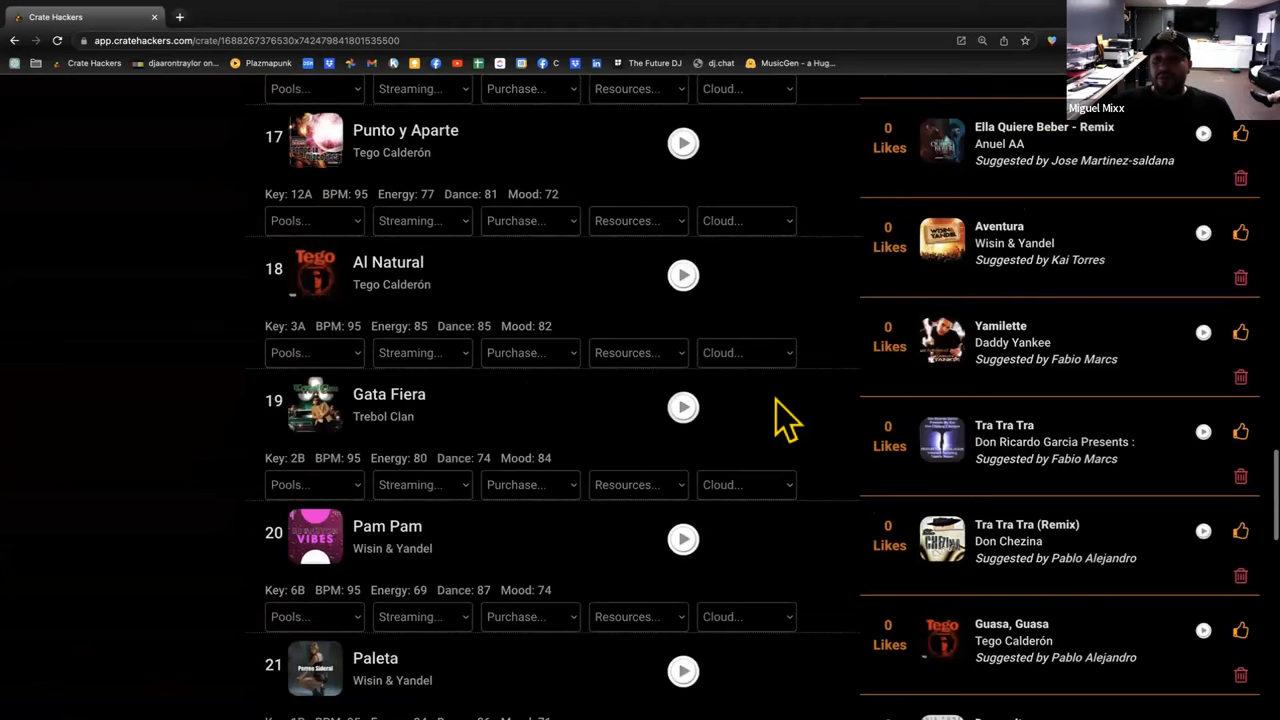 Crate Hackers
app.cratehackers.com/crate/1688267376530x742479841801535500
Crate Hackers
djaarontraylor on...
Plazmapunk
C
The Future DJ
dj.chat
MusicGen - a Hug...
Miguel Mixx
Pools...
Streaming...
Purchase...
Resources...
Cloud...
17
Punto y Aparte
Tego Calderón
Key: 12A BPM: 95 Energy: 77 Dance: 81 Mood: 72
Pools...
Streaming...
Purchase...
Resources...
Cloud...
18
Al Natural
Tego Calderón
Key: 3A BPM: 95 Energy: 85 Dance: 85 Mood: 82
Pools...
Streaming...
Purchase...
Resources...
Cloud...
19
Gata Fiera
Trebol Clan
Key: 2B BPM: 95 Energy: 80 Dance: 74 Mood: 84
Pools...
Streaming...
Purchase...
Resources...
Cloud...
20
Pam Pam
Wisin & Yandel
Key: 6B BPM: 95 Energy: 69 Dance: 87 Mood: 74
Pools...
Streaming...
Purchase...
Resources...
Cloud...
21
Paleta
Wisin & Yandel
0
Likes
Ella Quiere Beber - Remix
Anuel AA
Suggested by Jose Martinez-saldana
0
Likes
Aventura
Wisin & Yandel
Suggested by Kai Torres
0
Likes
Yamilette
Daddy Yankee
Suggested by Fabio Marcs
0
Likes
Tra Tra Tra
Don Ricardo Garcia Presents :
Suggested by Fabio Marcs
0
Likes
Tra Tra Tra (Remix)
Don Chezina
Suggested by Pablo Alejandro
0
Likes
Guasa, Guasa
Tego Calderón
Suggested by Pablo Alejandro